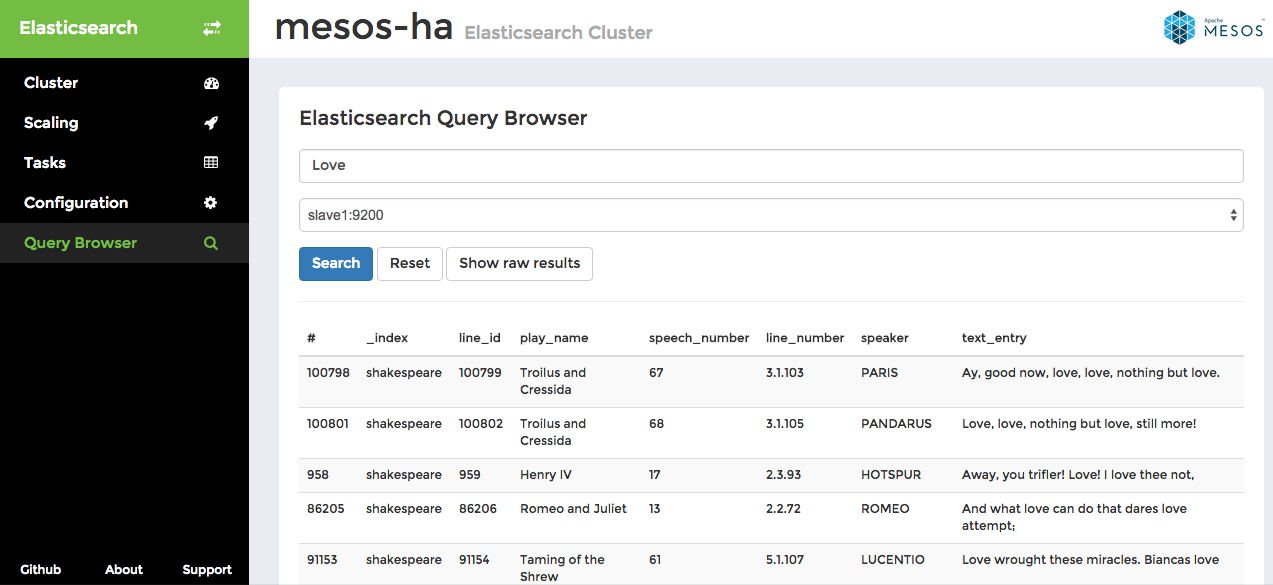 Elasticsearch
mesos-ha Elasticsearch Cluster
Apache
MESOS™
Cluster
Scaling
Tasks
Configuration
Query Browser
Github About Support
Elasticsearch Query Browser
Love
slave1:9200
Search Reset Show raw results
# _index line_id play_name speech_number line_number speaker text_entry
100798 shakespeare 100799 Troilus and 67 3.1.103 PARIS Ay, good now, love, love, nothing but love.
Cressida
100801 shakespeare 100802 Troilus and 68 3.1.105 PANDARUS Love, love, nothing but love, still more!
Cressida
958 shakespeare 959 Henry IV 17 2.3.93 HOTSPUR Away, you trifler! Love! I love thee not,
86205 shakespeare 86206 Romeo and Juliet 13 2.2.72 ROMEO And what love can do that dares love
attempt;
91153 shakespeare 91154 Taming of the 61 5.1.107 LUCENTIO Love wrought these miracles. Biancas love
Shrew